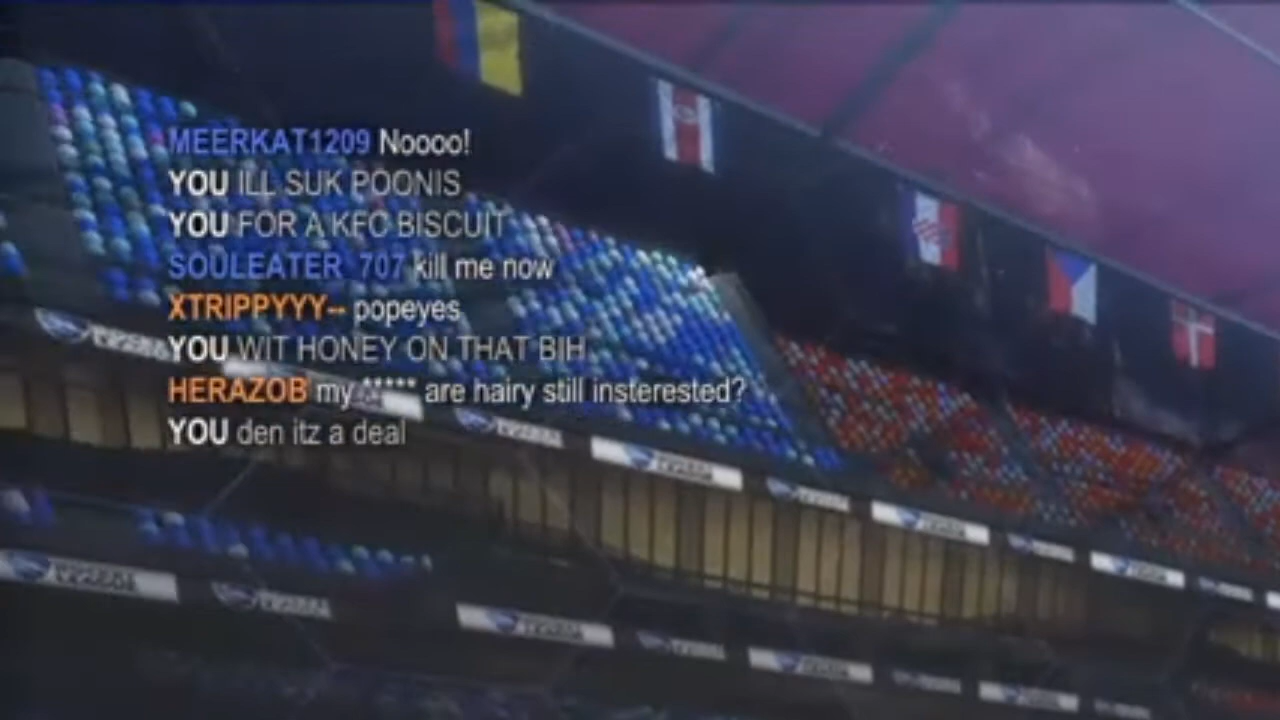 MEERKAT1209 Noooo!
YOU ILL SUK POONIS
YOU FOR A KFC BISCUIT
SOULEATER_707 kill me now
XTRIPPYYY-- popeyes
YOU WIT HONEY ON THAT BIH
HERAZOB my ***** are hairy still insterested?
YOU den itz a deal